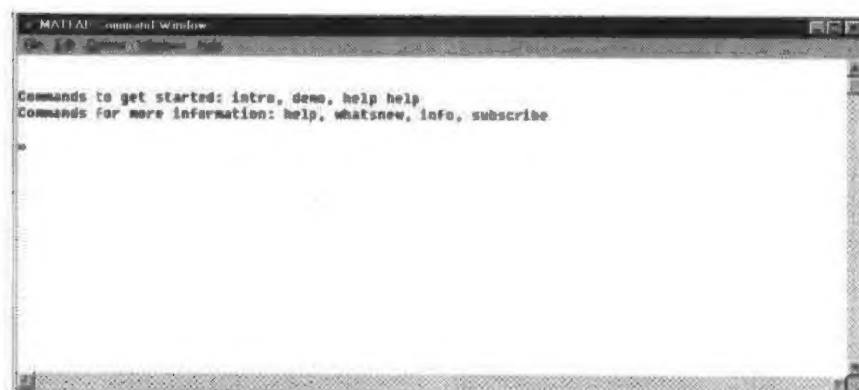 MATLAB Command Window
Commands to get started: intro, demo, help help
Commands for more information: help, whatsnew, info, subscribe
»